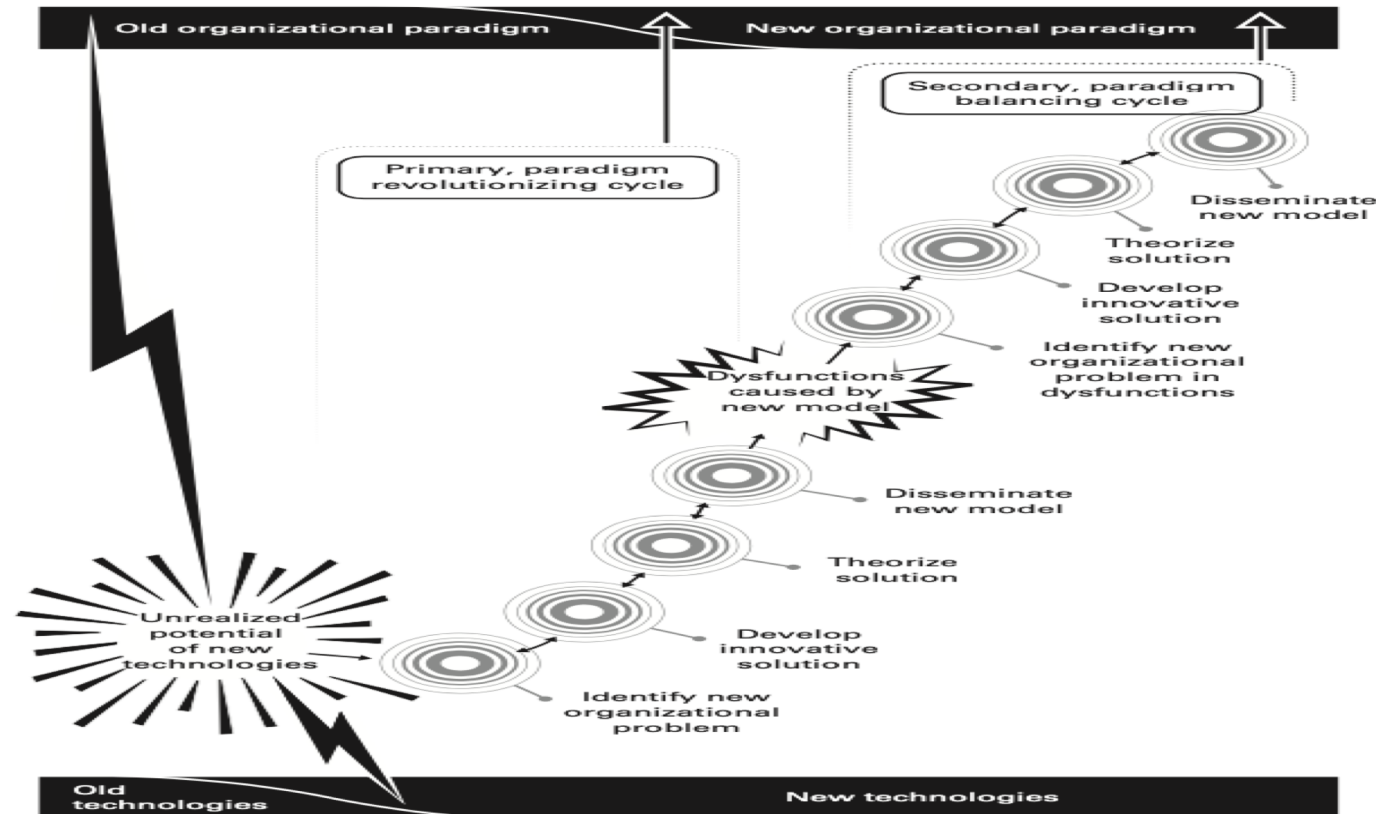 Old organizational paradigm
New organizational paradigm
Secondary, paradigm
balancing cycle
Primary, paradigm
revolutionizing cycle
Disseminate
new model
Theorize
solution
Develop
innovative
solution
Identify new
organizational
problem in
dysfunctions
Dysfunctions
caused by
new model
Disseminate
new model
Theorize
solution
Develop
innovative
solution
Unrealized
potential
of new
technologies
Identify new
organizational
problem
Old
technologies
New technologies